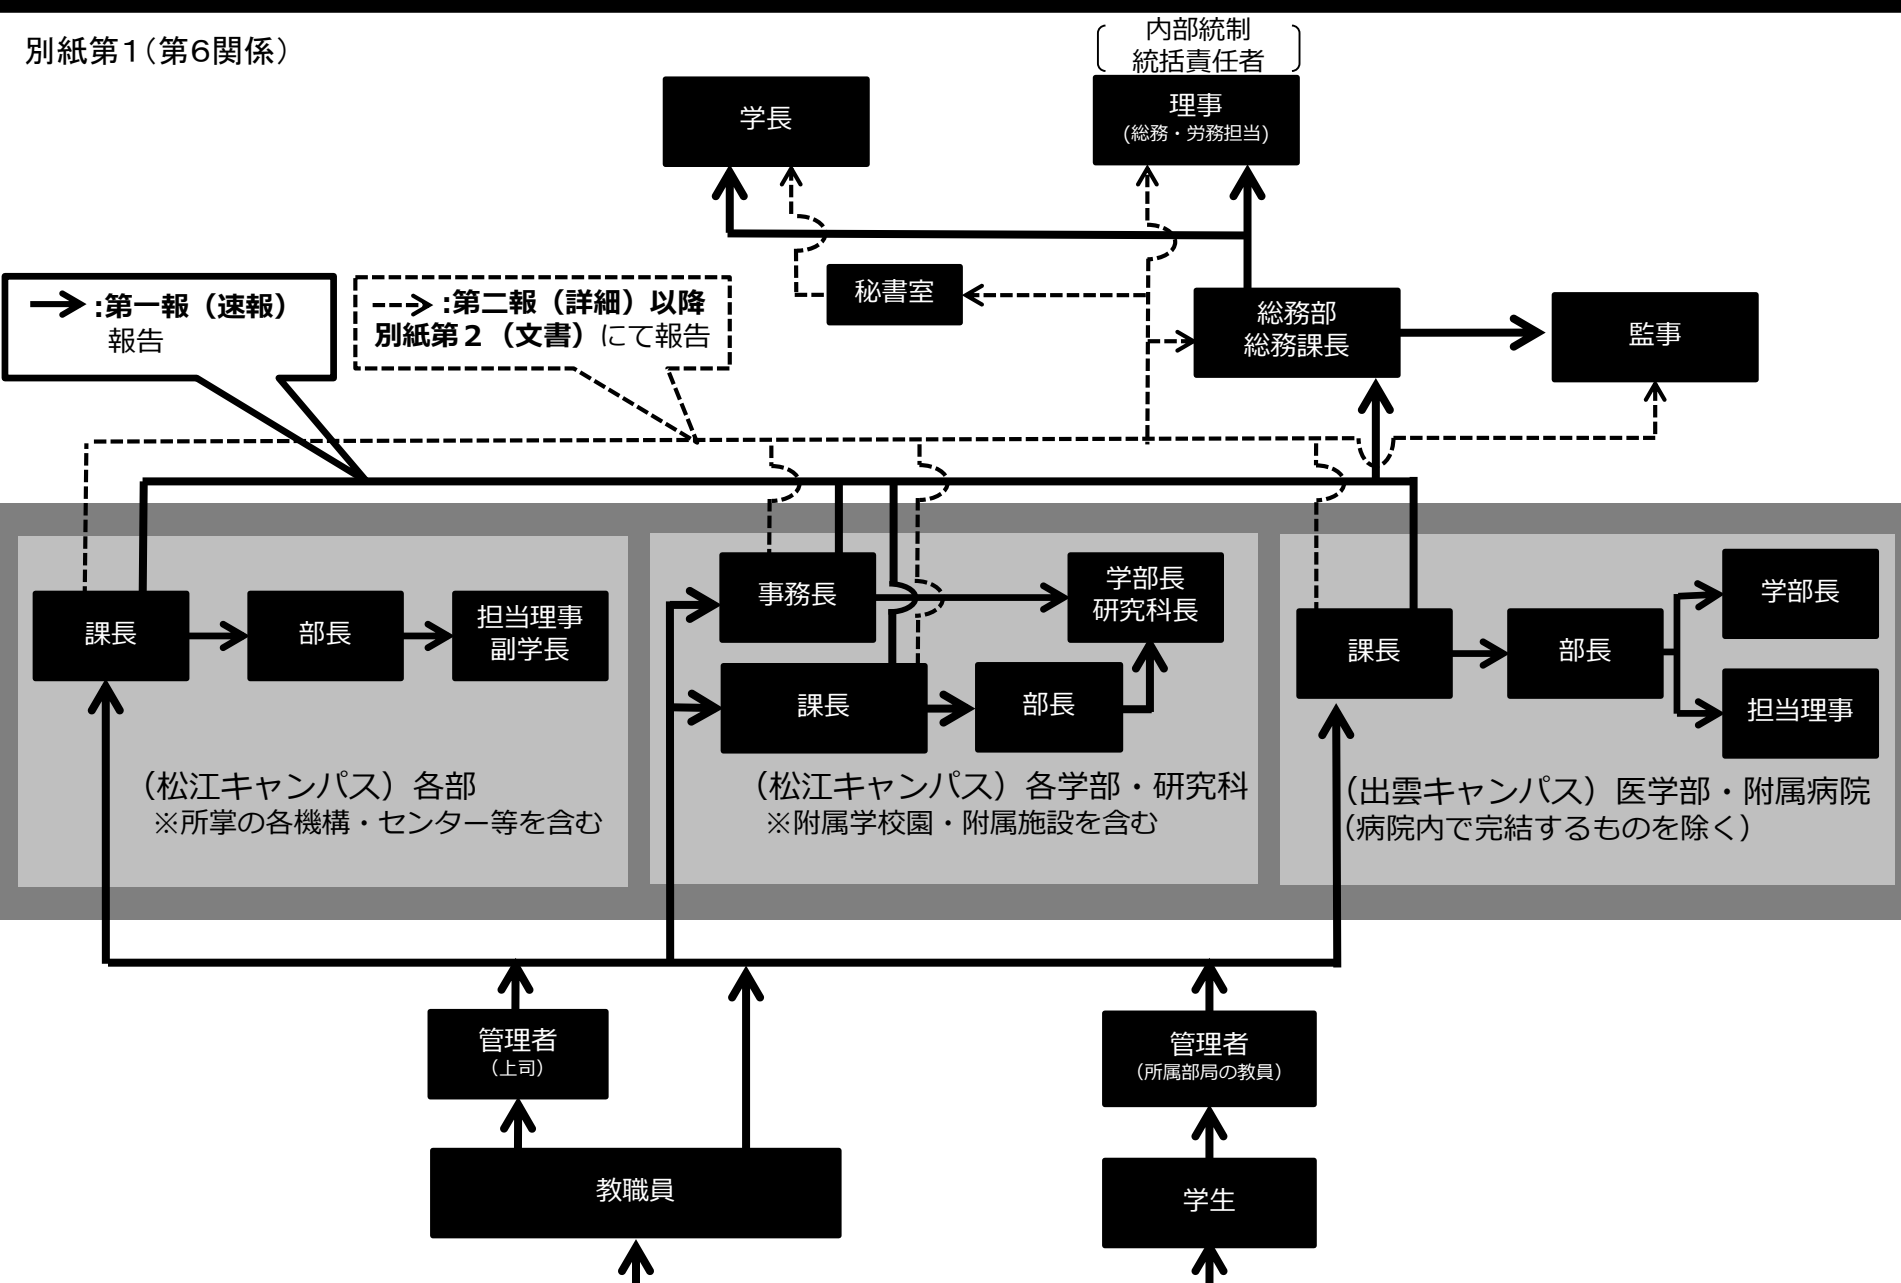 別紙第1(第6関係)
内部統制
統括責任者
学長
理事
(総務・労務担当)
:第一報(速報)
報告
:第二報(詳細)以降
別紙第2(文書)にて報告
秘書室
総務部
総務課長
監事
課長
部長
担当理事
副学長
事務長
学部長
研究科長
課長
部長
課長
部長
学部長
担当理事
(松江キャンパス)各部
※所掌の各機構・センター等を含む
(松江キャンパス)各学部・研究科
※附属学校園・附属施設を含む
(出雲キャンパス)医学部・附属病院
(病院内で完結するものを除く)
管理者
(上司)
管理者
(所属部局の教員)
教職員
学生